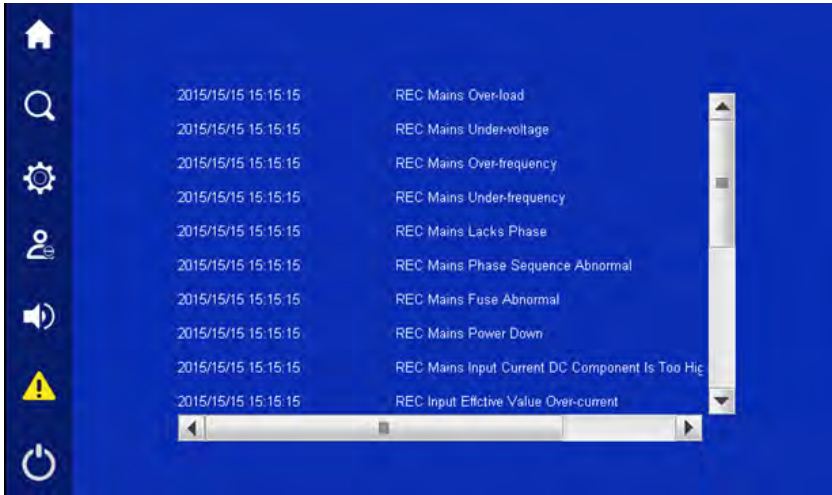 2015/15/15 15:15:15 REC Mains Over-load
2015/15/15 15:15:15 REC Mains Under-voltage
2015/15/15 15:15:15 REC Mains Over-frequency
2015/15/15 15:15:15 REC Mains Under-frequency
2015/15/15 15:15:15 REC Mains Lacks Phase
2015/15/15 15:15:15 REC Mains Phase Sequence Abnormal
2015/15/15 15:15:15 REC Mains Fuse Abnormal
2015/15/15 15:15:15 REC Mains Power Down
2015/15/15 15:15:15 REC Mains Input Current DC Component Is Too
2015/15/15 15:15:15 REC Input Effctive Value Over-current